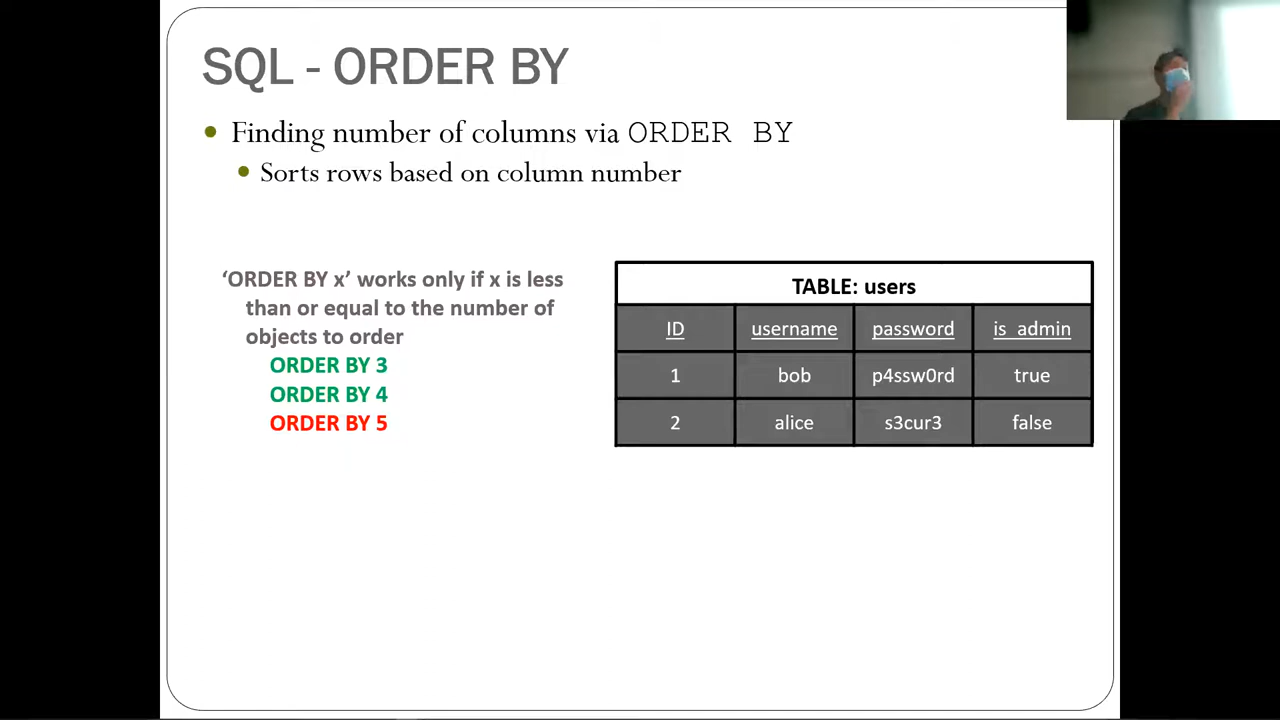 SQL - ORDER BY
Finding number of columns via ORDER BY
Sorts rows based on column number
‘ORDER BY x’ works only if x is less
than or equal to the number of
objects to order
ORDER BY 3
ORDER BY 4
ORDER BY 5
TABLE: users
ID username password is_admin
1 bob p4ssw0rd true
2 alice s3cur3 false